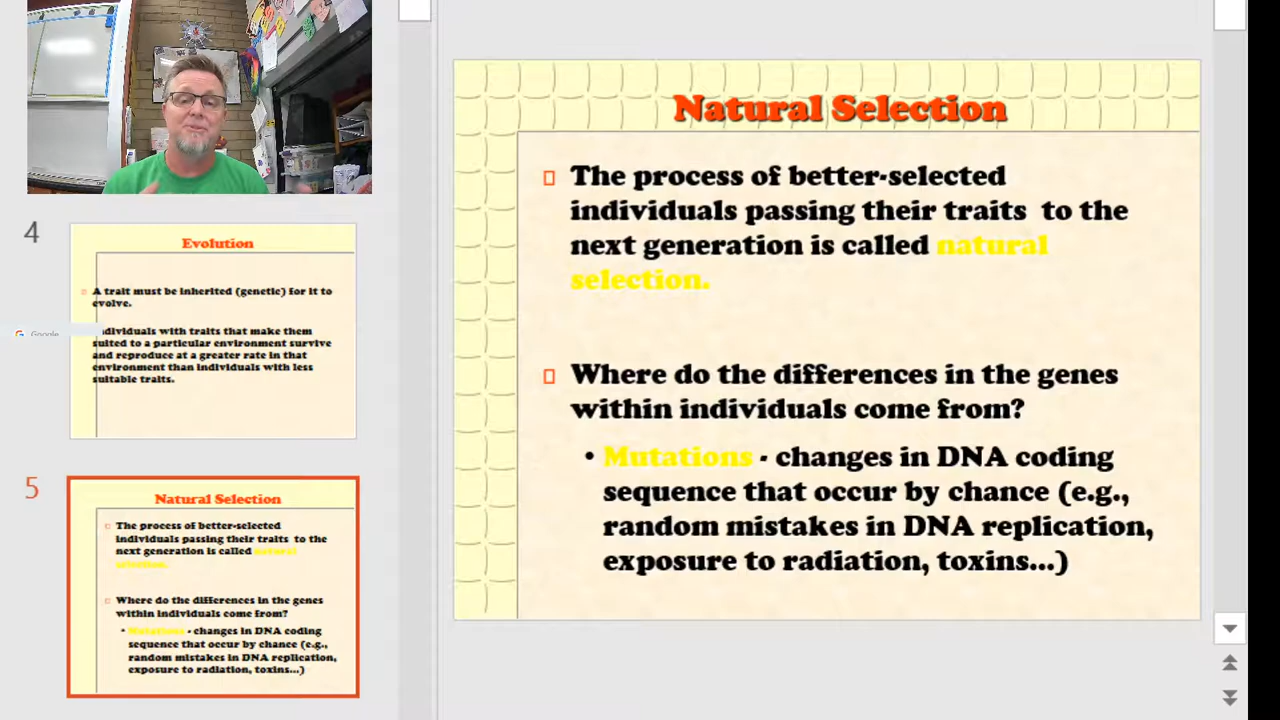 4
Evolution
A trait must be inherited (genetic) for it to
evolve.
Google
dividuals with traits that make them
suited to a particular environment survive
and reproduce at a greater rate in that
environment than individuals with less
suitable traits.
5
Natural Selection
The process of better-selected
individuals passing their traits to the
next generation is called natural
selection.
Where do the differences in the genes
within individuals come from?
• Mutations - changes in DNA coding
sequence that occur by chance (e.g.,
random mistakes in DNA replication,
exposure to radiation, toxins...)
Natural Selection
The process of better-selected
individuals passing their traits to the
next generation is called natural
selection.
Where do the differences in the genes
within individuals come from?
• Mutations - changes in DNA coding
sequence that occur by chance (e.g.,
random mistakes in DNA replication,
exposure to radiation, toxins...)